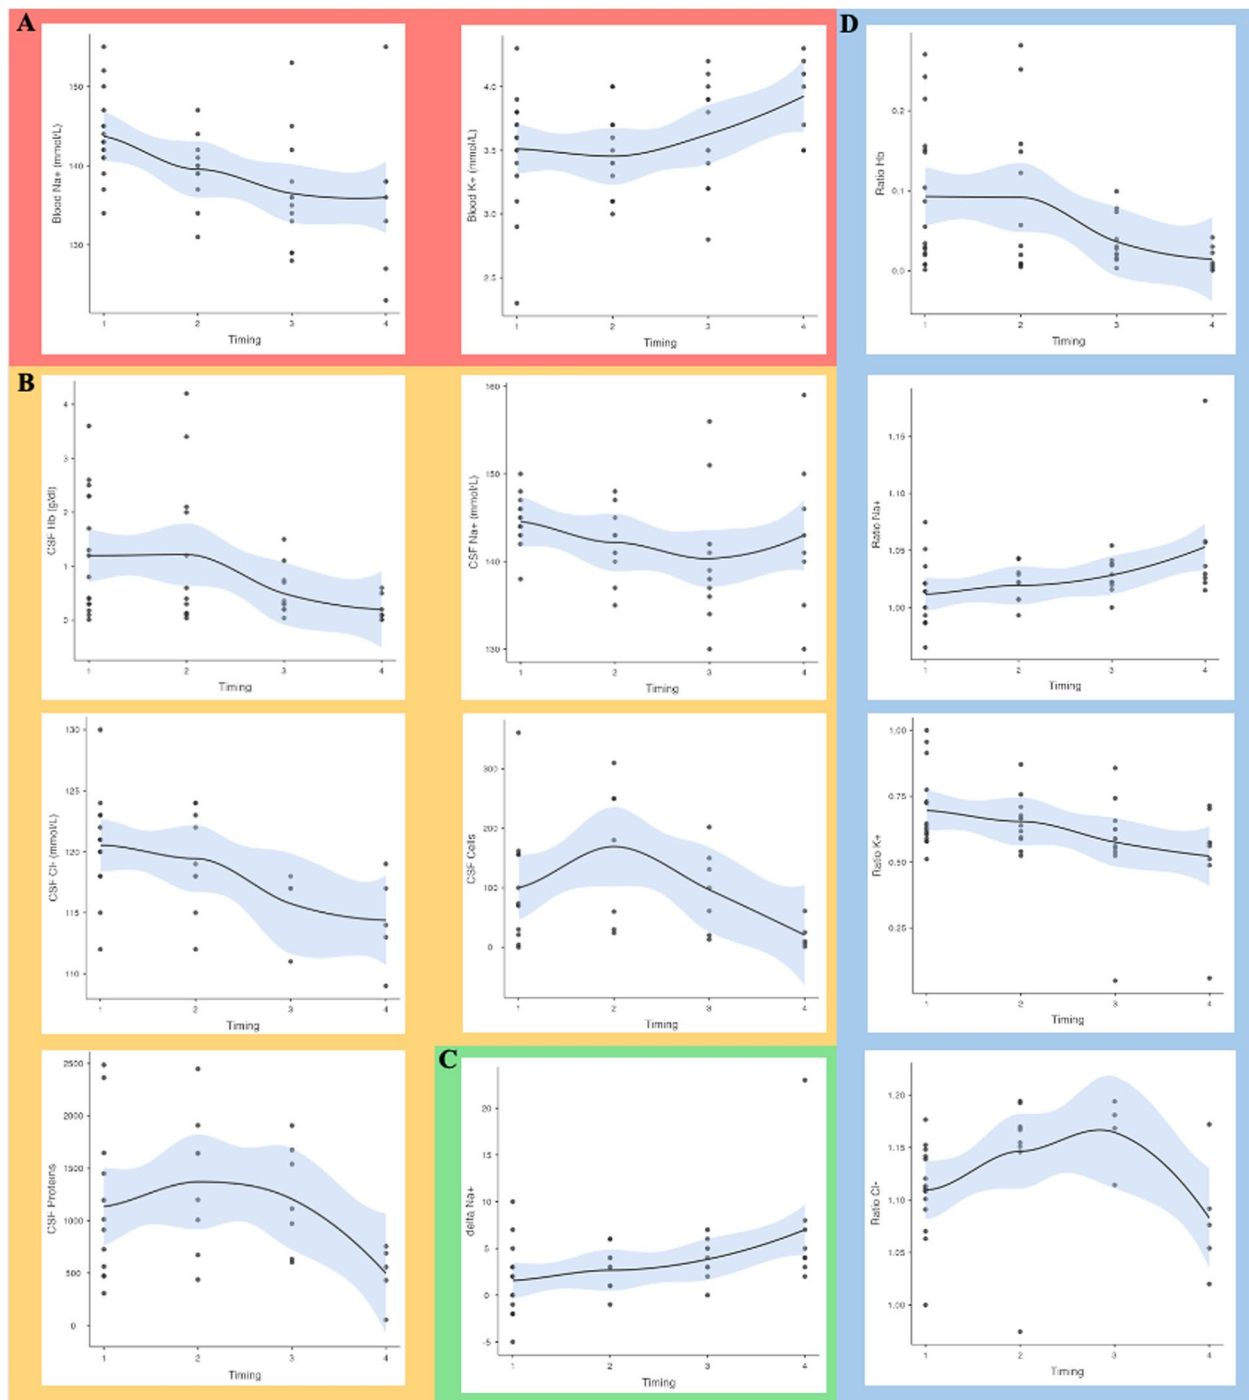 A
Blood Na+ (mmol/L)
150
140
130
1 2 3 4
Timing
Blood K+ (mmol/L)
4.0
3.5
3.0
2.5
1 2 3 4
Timing
D
Ratio Hb
0.2
0.1
0.0
1 2 3 4
Timing
B
CSF Hb (g/dl)
4
3
2
1
0
1 2 3 4
Timing
CSF Na+ (mmol/L)
160
150
140
130
1 2 3 4
Timing
Ratio Na+
1.15
1.10
1.05
1.00
1 2 3 4
Timing
CSF Cl- (mmol/L)
130
125
120
115
110
1 2 3 4
Timing
CSF Cells
300
200
100
0
1 2 3 4
Timing
Ratio K+
1.00
0.75
0.50
0.25
1 2 3 4
Timing
CSF Proteins
2500
2000
1500
1000
500
0
1 2 3 4
Timing
C
delta Na+
20
15
10
5
0
-5
1 2 3 4
Timing
Ratio Cl-
1.20
1.15
1.10
1.05
1.00
1 2 3 4
Timing